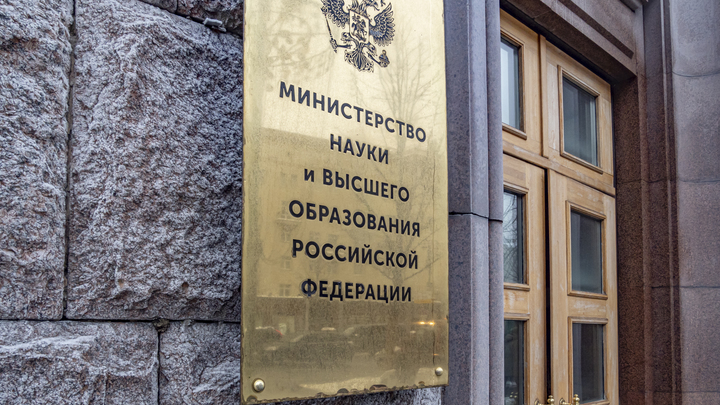 МИНИСТЕРСТВО
НАУКИ
и ВЫСШЕГО
ОБРАЗОВАНИЯ
РОССИЙСКОЙ
ФЕДЕРАЦИИ